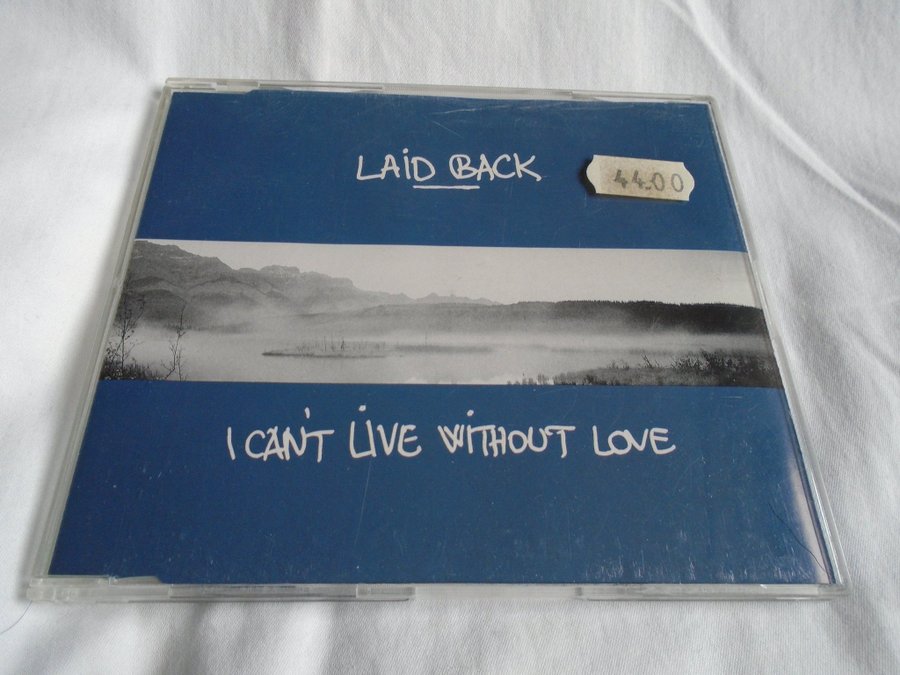 LAID BACK
44.00
I CAN'T LIVE WITHOUT LOVE